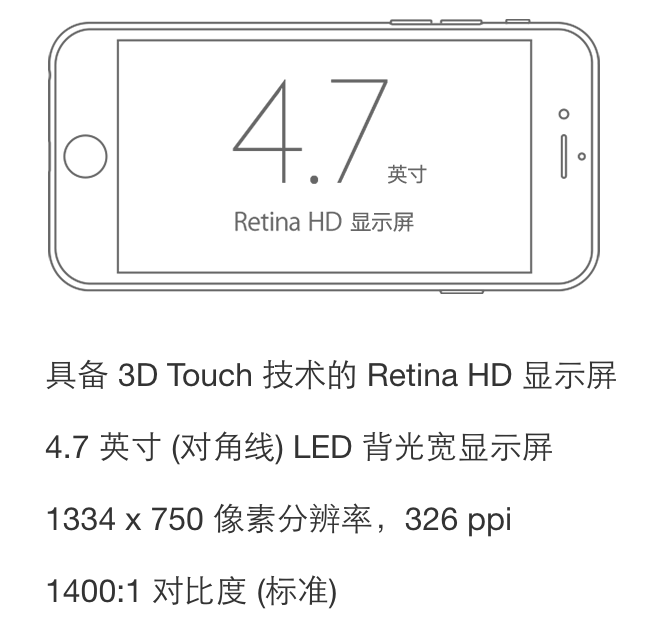 4.7 英寸
Retina HD 显示屏
具备 3D Touch 技术的 Retina HD 显示屏
4.7 英寸 (对角线) LED 背光宽显示屏
1334 x 750 像素分辨率，326 ppi
1400:1 对比度 (标准)